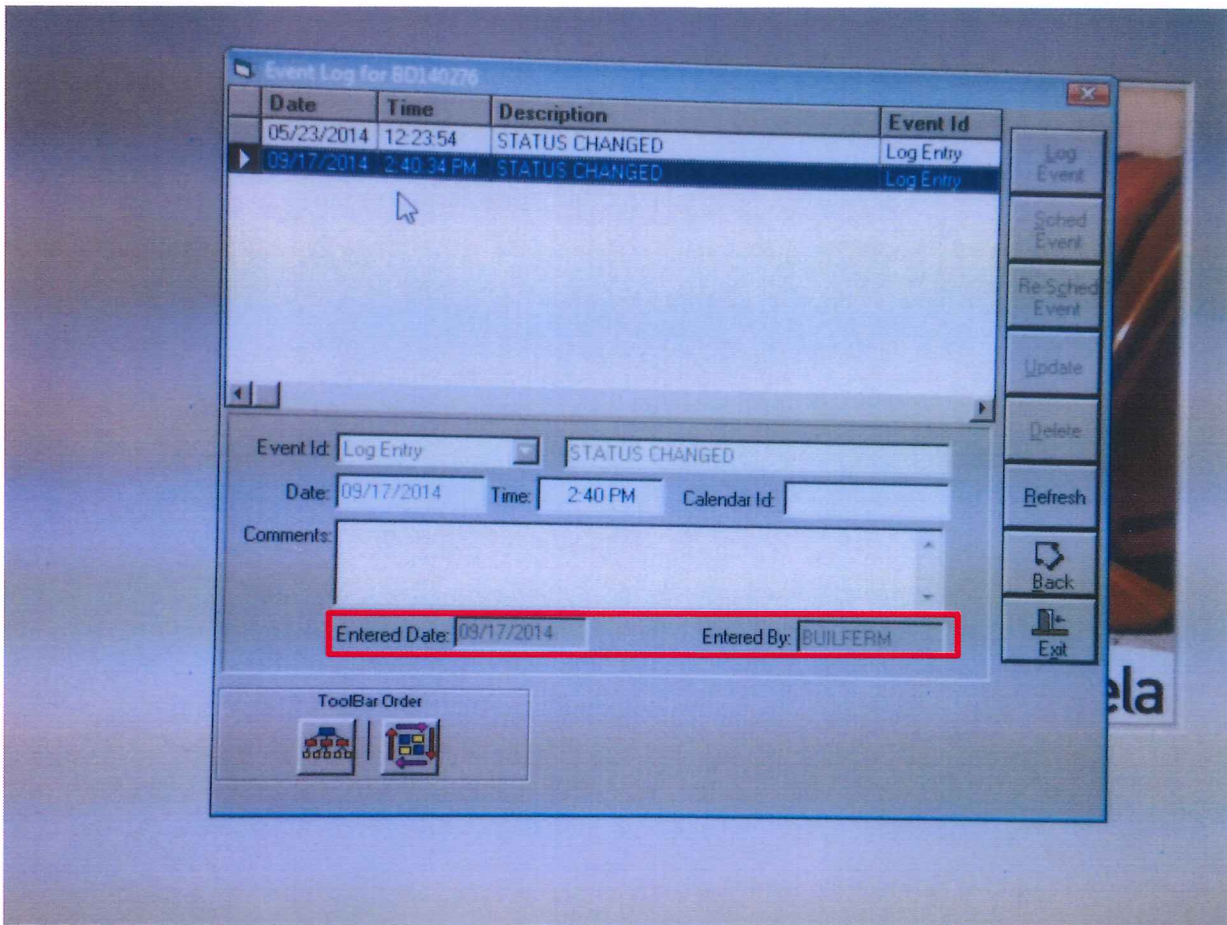 Event Log for BD140276
Date Time Description Event Id
05/23/2014 12:23:54 STATUS CHANGED Log Entry
09/17/2014 2:40:34 PM STATUS CHANGED Log Entry
Log
Event
Sched
Event
Re-Sched
Event
Update
Delete
Refresh
Back
Exit
Event Id: Log Entry STATUS CHANGED
Date: 09/17/2014 Time: 2:40 PM Calendar Id:
Comments:
Entered Date: 09/17/2014 Entered By: BUILFERM
ToolBar Order
ela